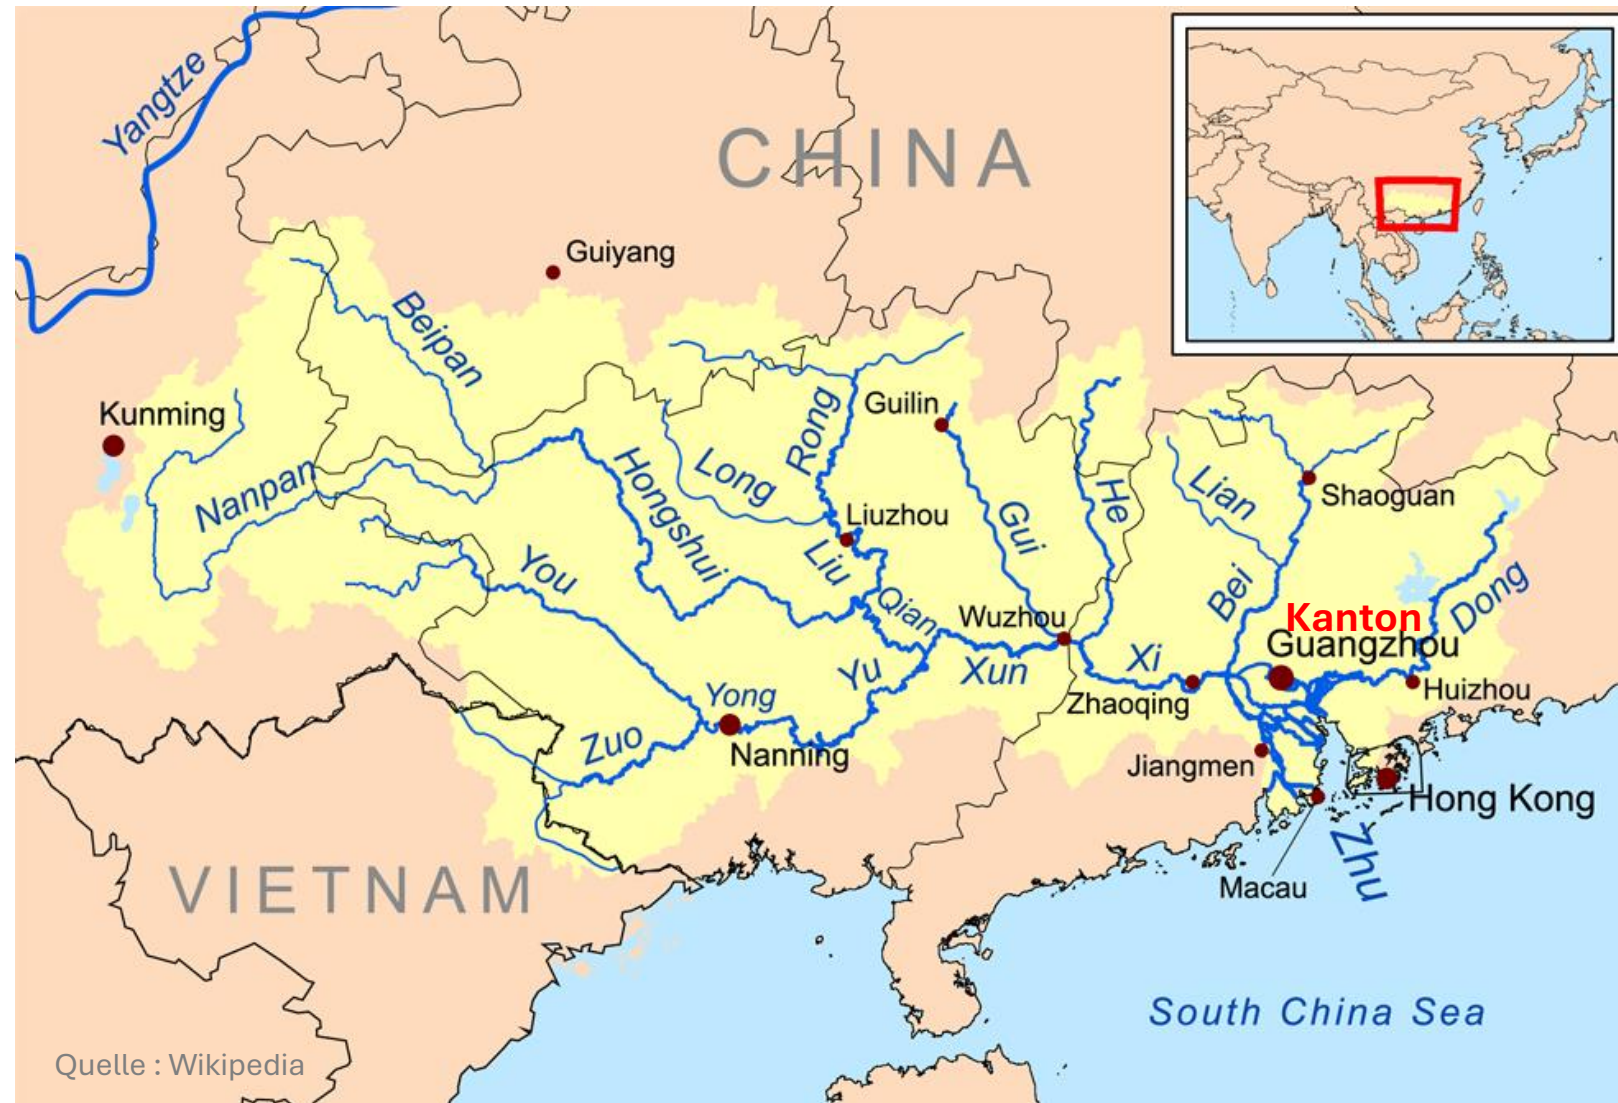 Yangtze
CHINA
Guiyang
Beipan
Kunming
Nanpan
Hongshui
Long
Rong
Guilin
Liuzhou
Liu
Gui
He
Lian
Shaoguan
Bei
You
Qian
Wuzhou
Kanton
Guangzhou
Dong
Yu
Xun
Xi
Zhaoqing
Huizhou
Yong
Zuo
Nanning
Jiangmen
Hong Kong
Zhu
Macau
VIETNAM
South China Sea
Quelle : Wikipedia